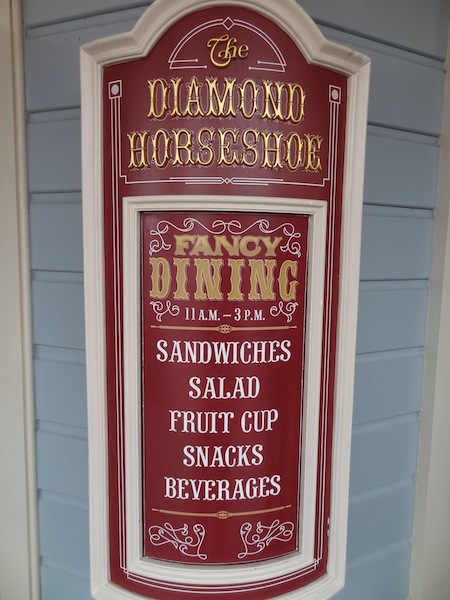 The
DIAMOND
HORSESHOE
FANCY
DINING
11 A.M. – 3 P.M.
SANDWICHES
SALAD
FRUIT CUP
SNACKS
BEVERAGES